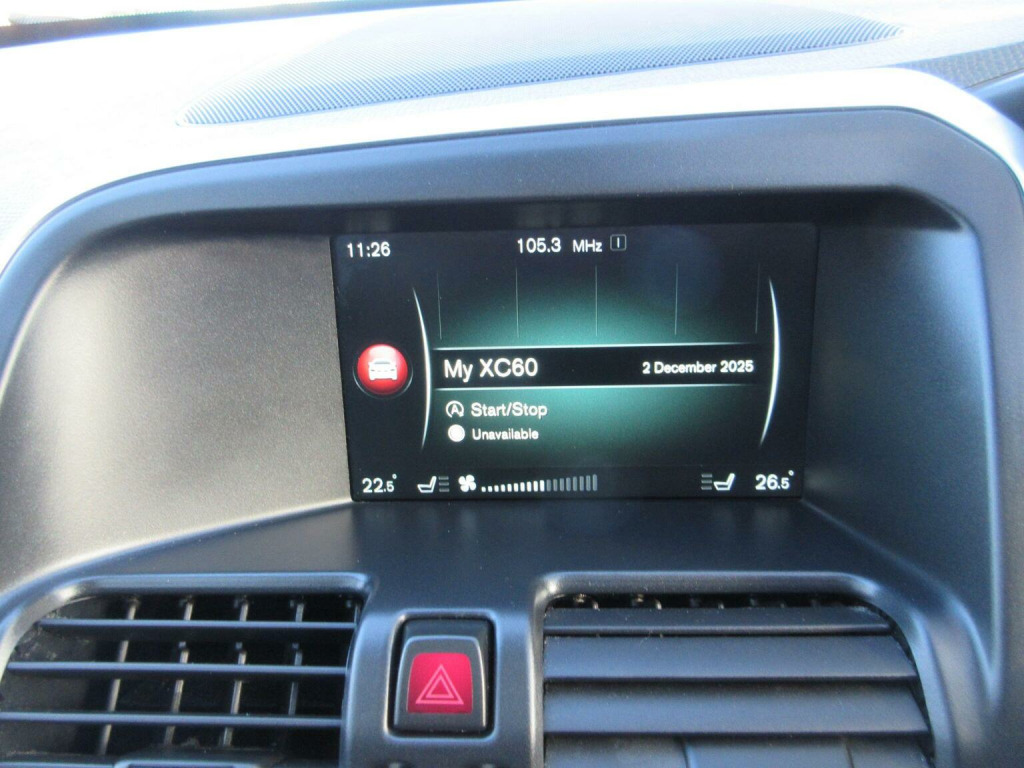 11:26 105.3 MHz I
My XC60 2 December 2025
Start/Stop
Unavailable
22.5° 26.5°